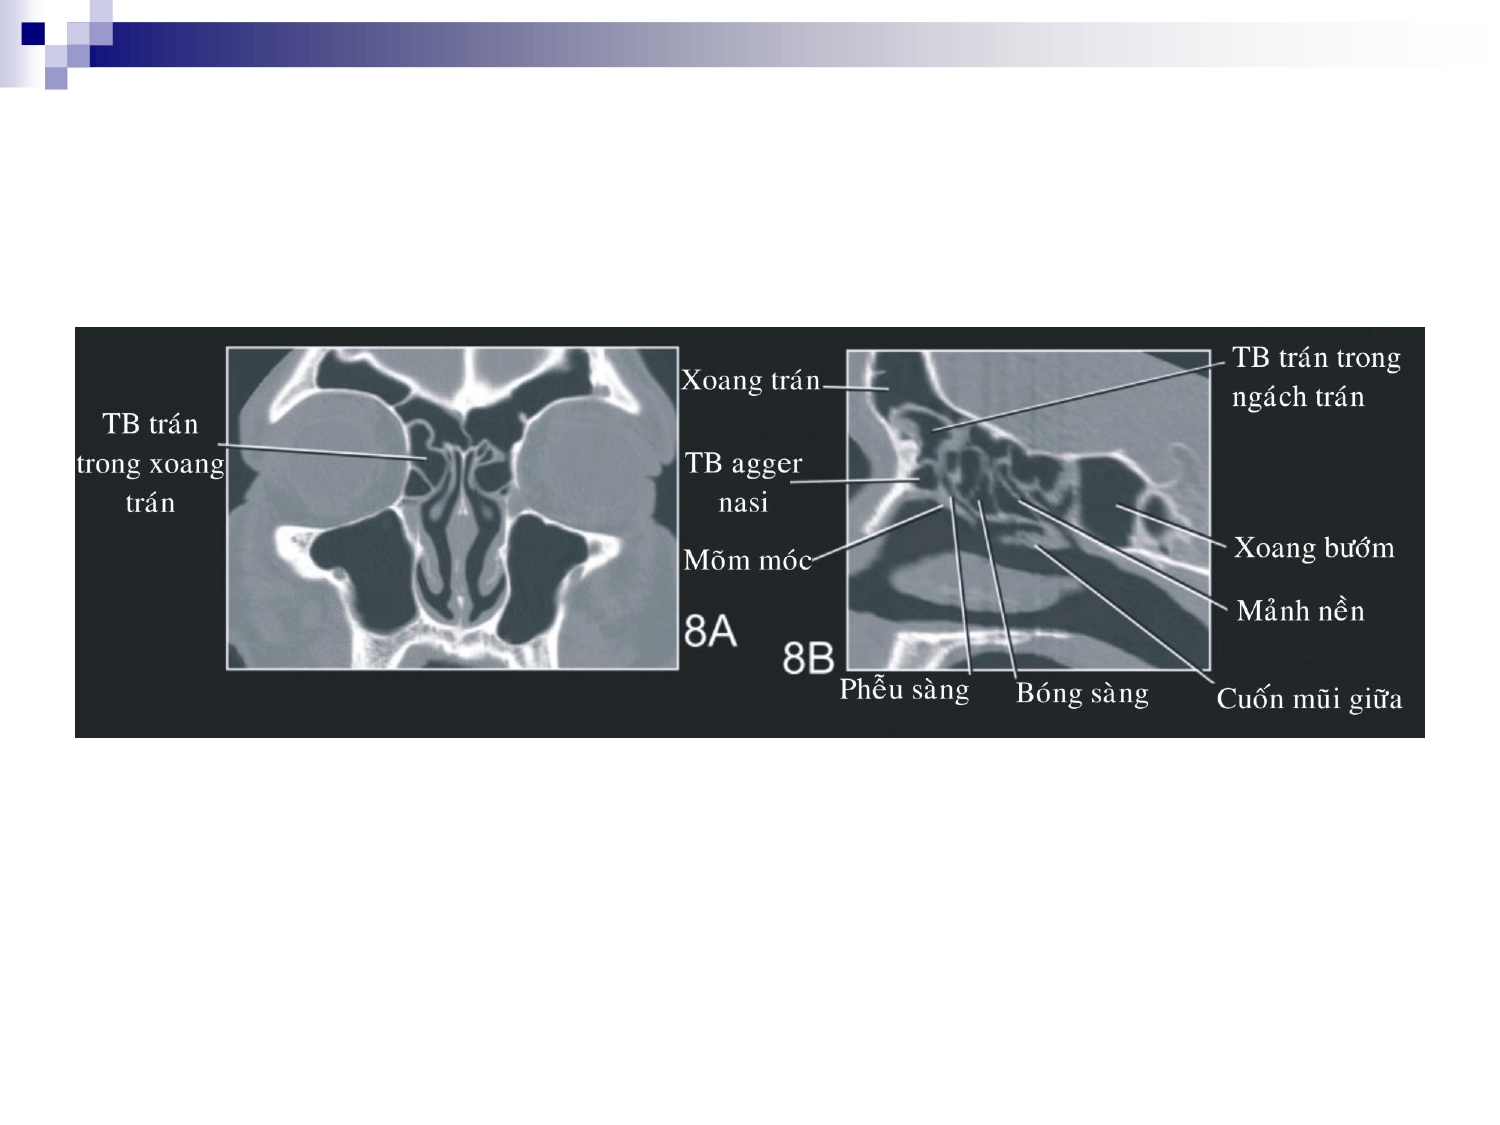 TB trán
trong xoang
trán
Xoang trán
TB agger
nasi
Mõm móc
8A
8B
TB trán trong
ngách trán
Xoang bướm
Mảnh nền
Cuốn mũi giữa
Phễu sàng
Bóng sàng